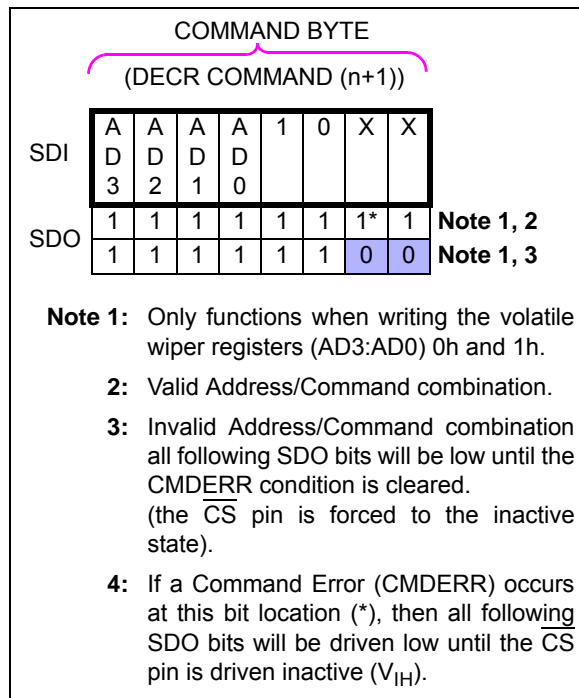 COMMAND BYTE
(DECR COMMAND (n+1))
SDI
A A A A 1 0 X X
D D D D
3 2 1 0
SDO
1 1 1 1 1 1 1* 1 Note 1, 2
1 1 1 1 1 1 0 0 Note 1, 3
Note 1: Only functions when writing the volatile
wiper registers (AD3:AD0) 0h and 1h.
2: Valid Address/Command combination.
3: Invalid Address/Command combination
all following SDO bits will be low until the
CMDERR condition is cleared.
(the CS pin is forced to the inactive
state).
4: If a Command Error (CMDERR) occurs
at this bit location (*), then all following
SDO bits will be driven low until the CS
pin is driven inactive (VIH).